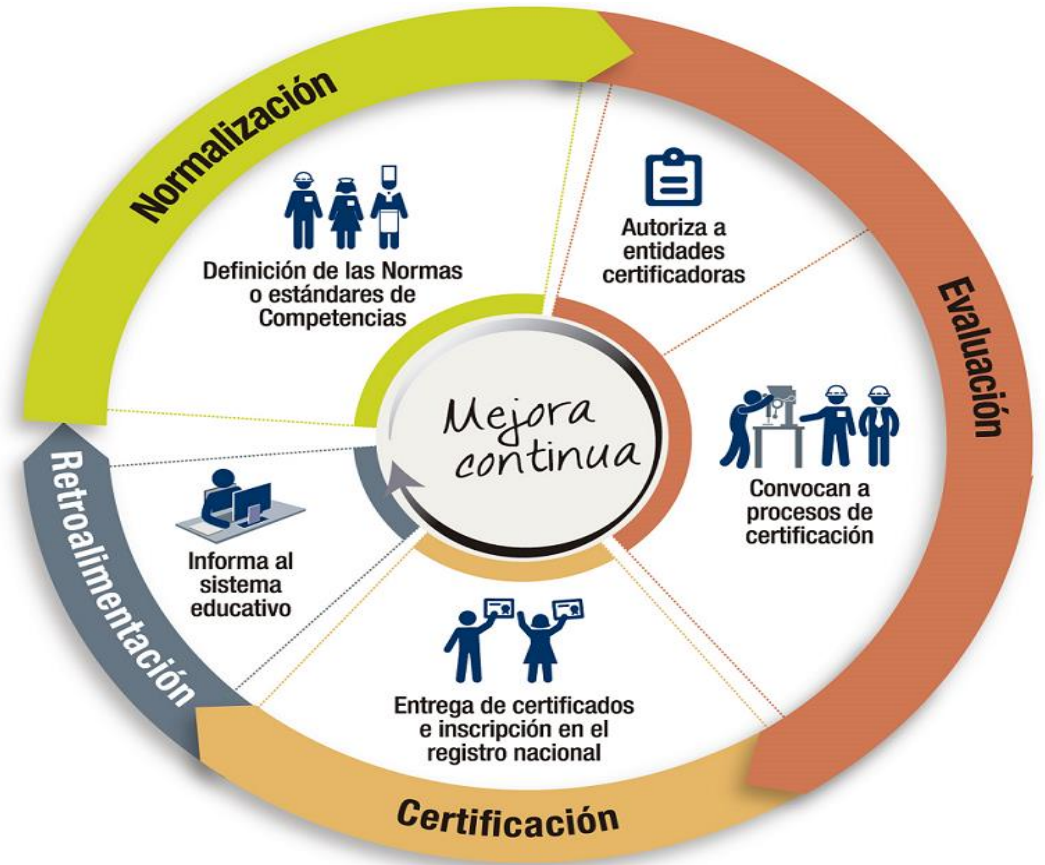 Normalización
Definición de las Normas
o estándares de
Competencias
Evaluación
Autoriza a
entidades
certificadoras
Convocan a
procesos de
certificación
Certificación
Entrega de certificados
e inscripción en el
registro nacional
Retroalimentación
Informa al
sistema
educativo
Mejora
continua